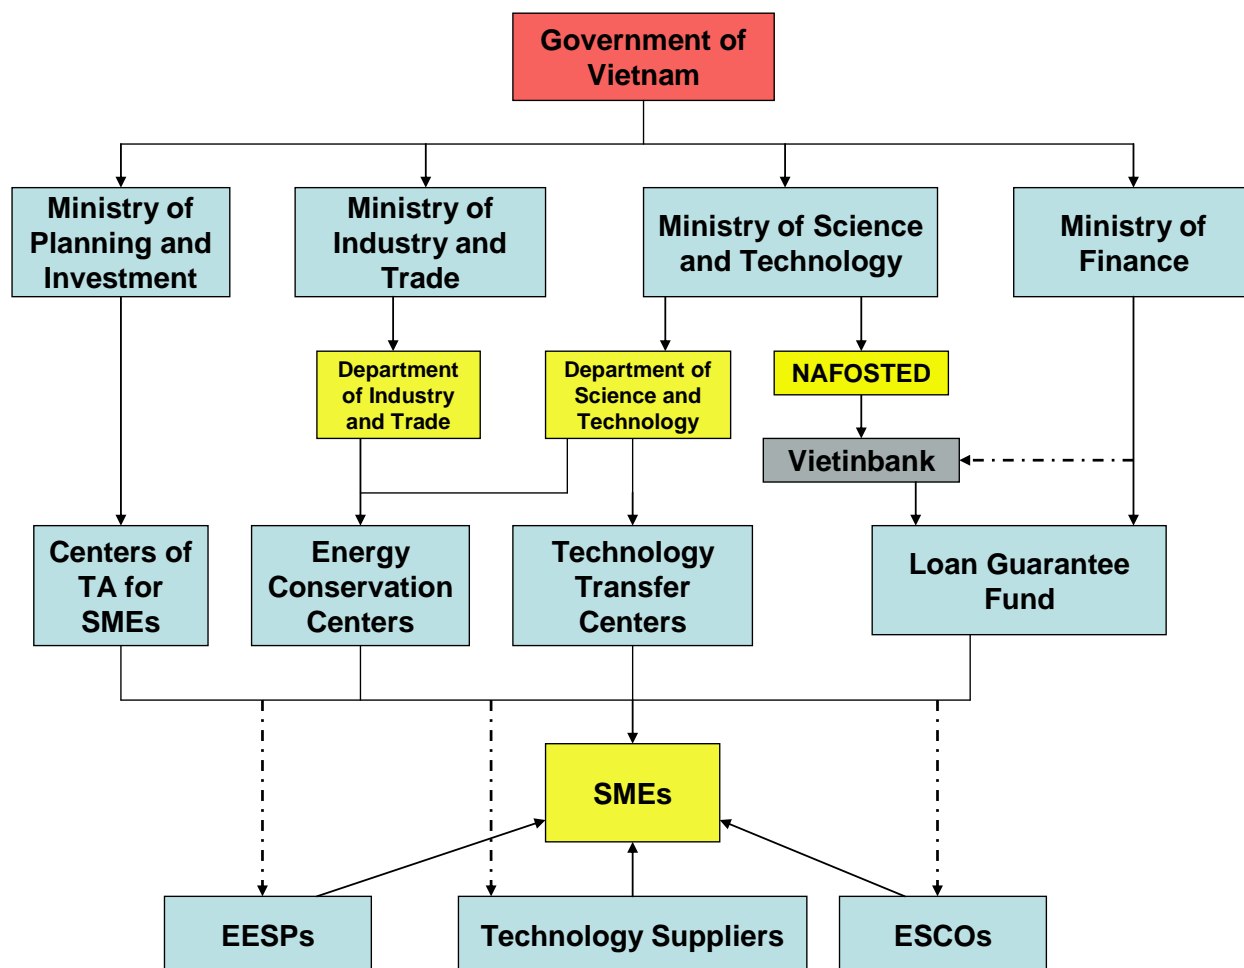 Government of
Vietnam
Ministry of
Planning and
Investment
Ministry of
Industry and
Trade
Ministry of Science
and Technology
Ministry of
Finance
Department
of Industry
and Trade
Department of
Science and
Technology
NAFOSTED
Vietinbank
Centers of
TA for
SMEs
Energy
Conservation
Centers
Technology
Transfer
Centers
Loan Guarantee
Fund
SMEs
EESPs
Technology Suppliers
ESCOs